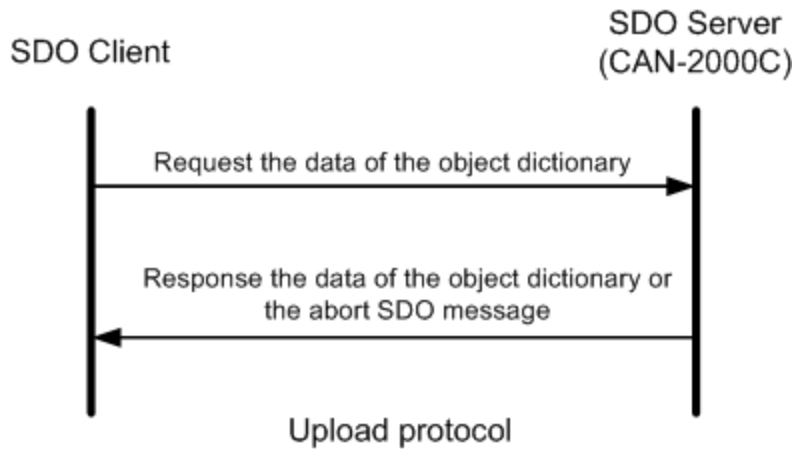 SDO Client
SDO Server
(CAN-2000C)
Request the data of the object dictionary
Response the data of the object dictionary or
the abort SDO message
Upload protocol